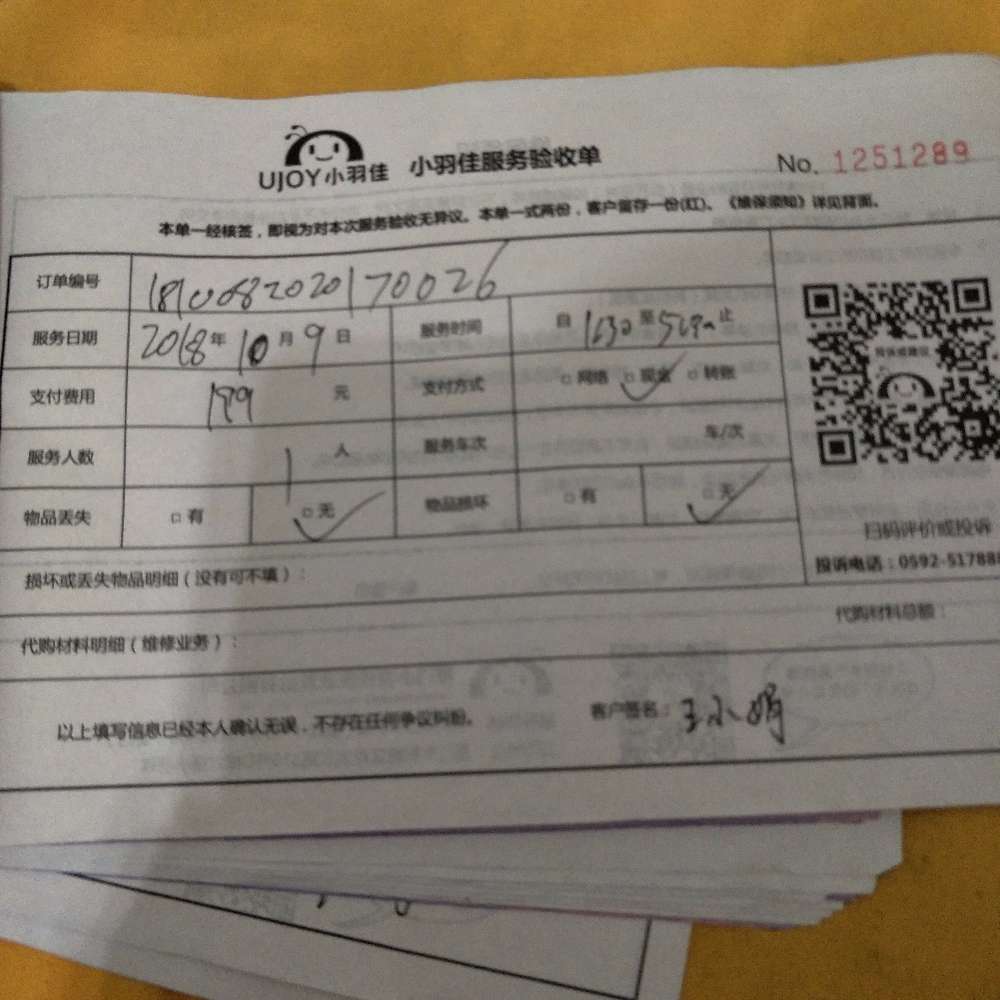 UJOY小羽佳 小羽佳服务验收单 No. 1251289
本单一经核签，即视为对本次服务验收无异议。本单一式两份，客户留存一份(红)、《维保须知》详见背面。
订单编号 1810082020170026
服务日期 2018年10月9日 服务时间 自1630至 止
支付费用 199 元 支付方式 □网络 □现金 □转账
服务人数 1 人 服务车次 车/次
物品丢失 □有 □无 物品损坏 □有 □无
扫码评价或投诉
投诉电话：0592-517888
损坏或丢失物品明细（没有可不填）：
代购材料明细（维修业务）： 代购材料总额：
以上填写信息已经本人确认无误，不存在任何争议纠纷。 客户签名：王小娟